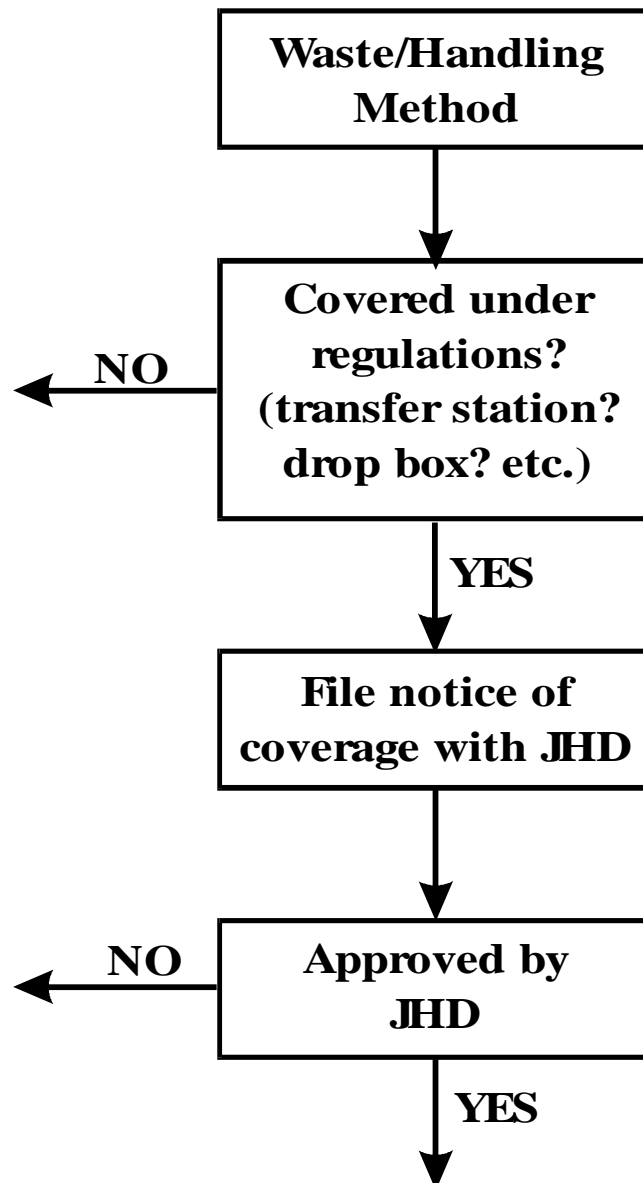 Waste/Handling
Method
Covered under
regulations?
(transfer station?
drop box? etc.)
NO
YES
File notice of
coverage with JHD
NO
Approved by
JHD
YES